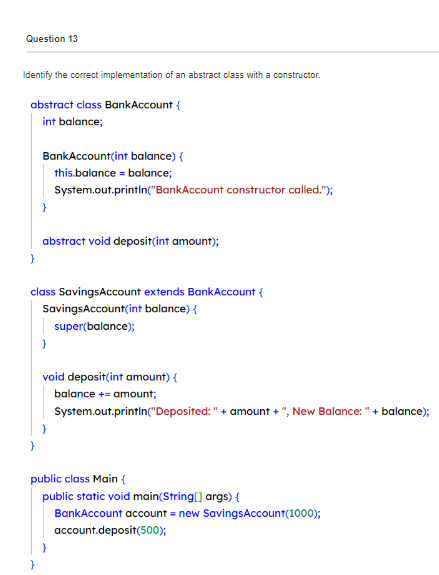 Question 13
Identify the correct implementation of an abstract class with a constructor.
abstract class BankAccount {
int balance;
BankAccount(int balance) {
this.balance = balance;
System.out.println("BankAccount constructor called.");
}
abstract void deposit(int amount);
}
class SavingsAccount extends BankAccount {
SavingsAccount(int balance) {
super(balance);
}
void deposit(int amount) {
balance += amount;
System.out.println("Deposited: " + amount + ", New Balance: " + balance);
}
}
public class Main {
public static void main(String[] args) {
BankAccount account = new SavingsAccount(1000);
account.deposit(500);
}
}